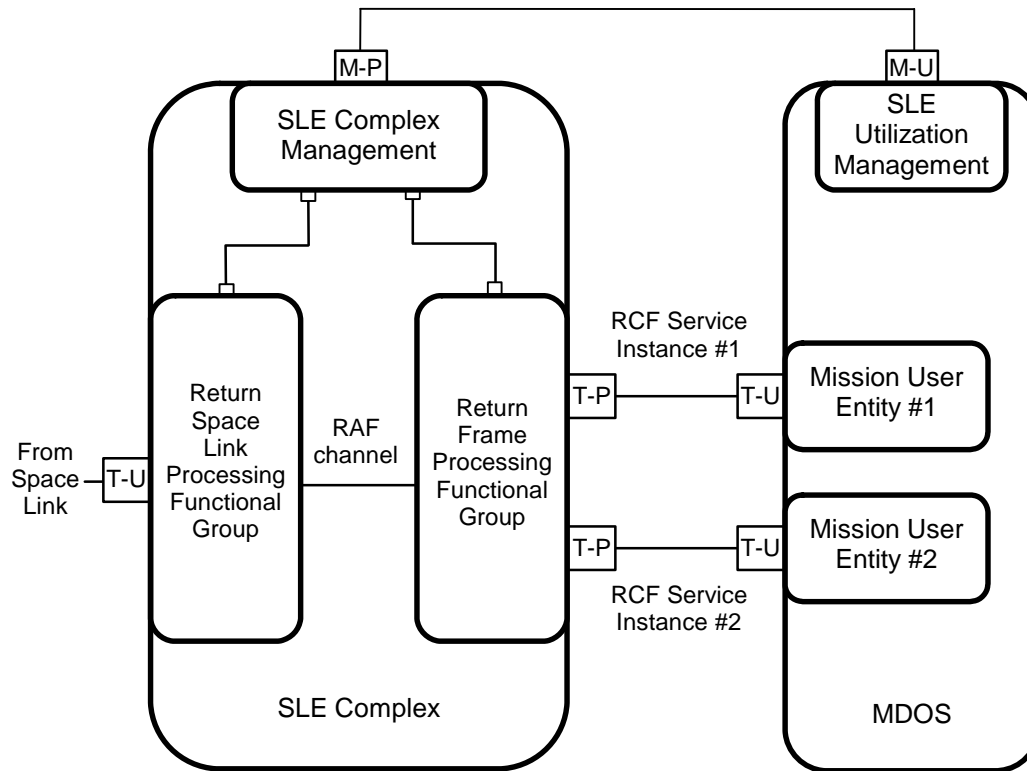 M-P
M-U
SLE Complex
Management
SLE
Utilization
Management
RCF Service
Instance #1
Return
Space
Link
Processing
Functional
Group
RAF
channel
Return
Frame
Processing
Functional
Group
T-P
T-U
Mission User
Entity #1
From
Space
Link
T-U
T-P
T-U
Mission User
Entity #2
RCF Service
Instance #2
SLE Complex
MDOS